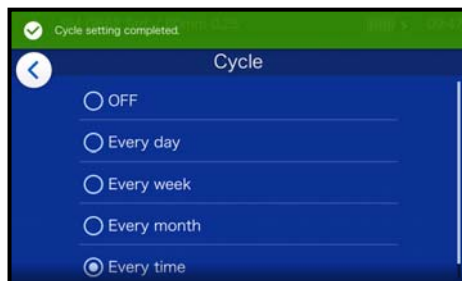 Cycle setting completed.
Cycle
OFF
Every day
Every week
Every month
Every time